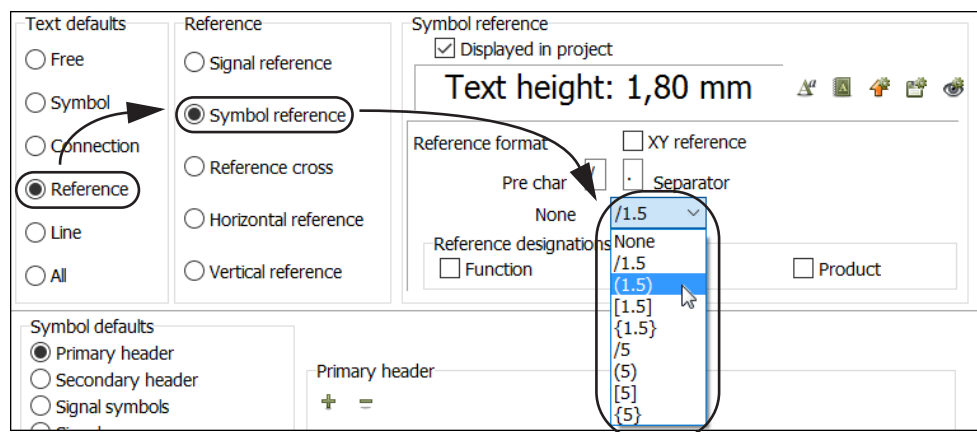 Text defaults
Free
Symbol
Connection
Reference
Line
All
Reference
Signal reference
Symbol reference
Reference cross
Horizontal reference
Vertical reference
Symbol reference
Displayed in project
Text height: 1,80 mm
Reference format
XY reference
Pre char / . Separator
None /1.5
Reference designations
Function
Product
None
/1.5
(1.5)
[1.5]
{1.5}
/5
(5)
[5]
{5}
Symbol defaults
Primary header
Secondary header
Signal symbols
Primary header